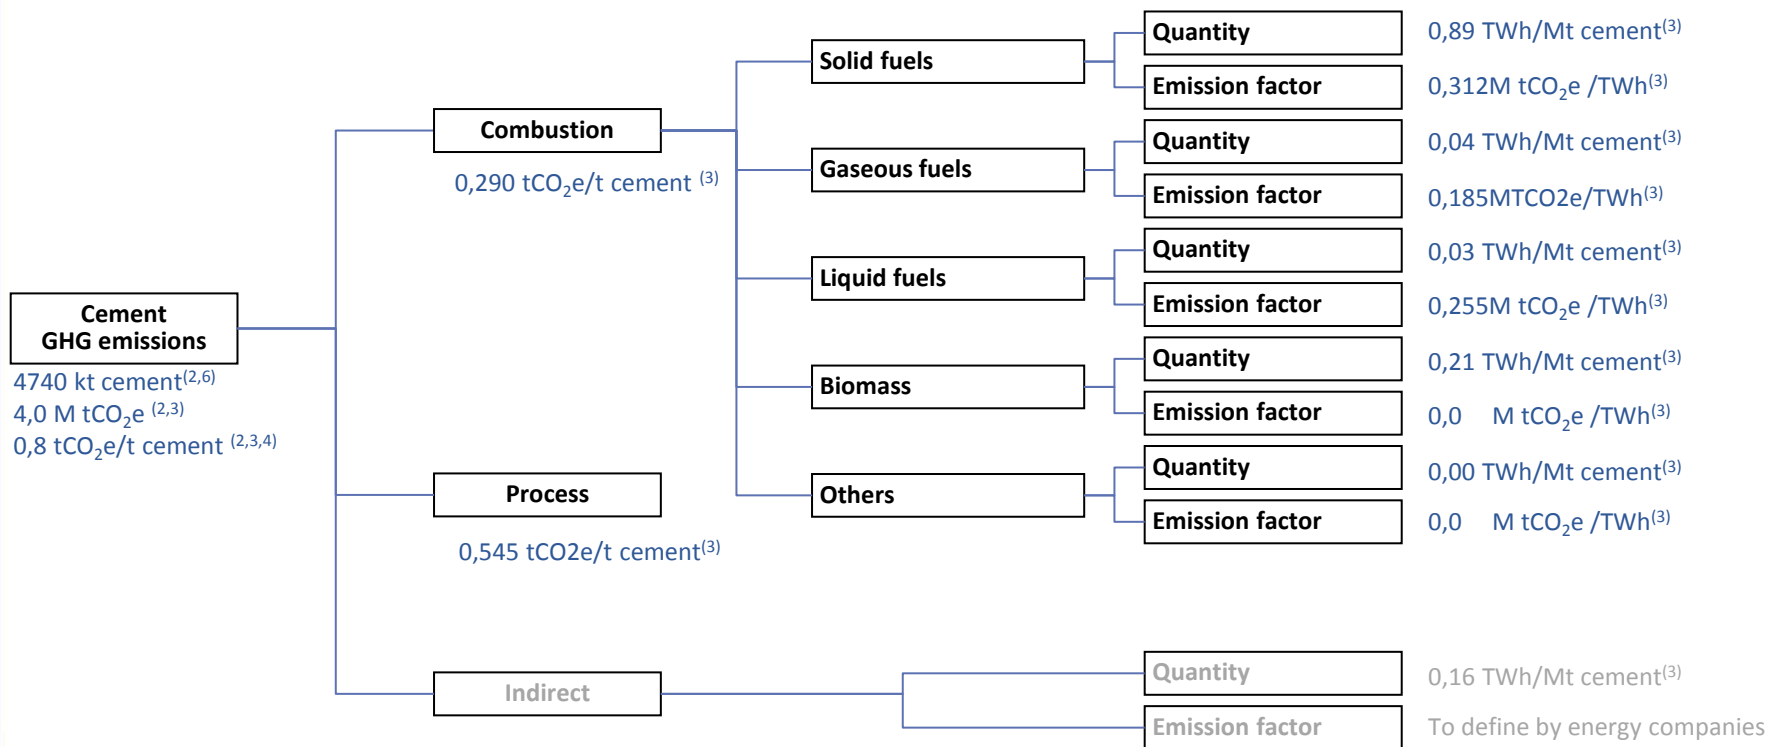 Cement
GHG emissions
4740 kt cement(2,6)
4,0 M tCO2e (2,3)
0,8 tCO2e/t cement (2,3,4)
Combustion
0,290 tCO2e/t cement (3)
Solid fuels
Quantity
0,89 TWh/Mt cement(3)
Emission factor
0,312M tCO2e /TWh(3)
Gaseous fuels
Quantity
0,04 TWh/Mt cement(3)
Emission factor
0,185MTCO2e/TWh(3)
Liquid fuels
Quantity
0,03 TWh/Mt cement(3)
Emission factor
0,255M tCO2e /TWh(3)
Biomass
Quantity
0,21 TWh/Mt cement(3)
Emission factor
0,0 M tCO2e /TWh(3)
Others
Quantity
0,00 TWh/Mt cement(3)
Emission factor
0,0 M tCO2e /TWh(3)
Process
0,545 tCO2e/t cement(3)
Indirect
Quantity
0,16 TWh/Mt cement(3)
Emission factor
To define by energy companies